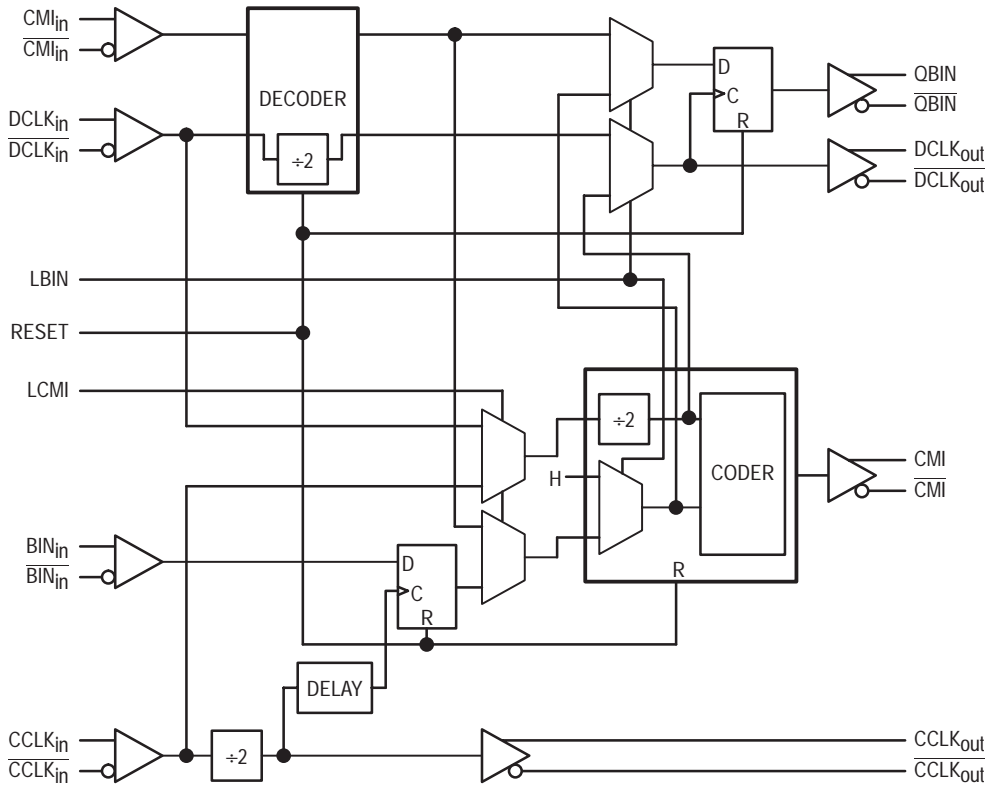 CMIin
CMIin
DECODER
÷2
DCLKin
DCLKin
D
C
R
QBIN
QBIN
DCLKout
DCLKout
LBIN
RESET
LCMI
÷2
H
CODER
R
CMI
CMI
BINin
BINin
D
C
R
DELAY
CCLKin
CCLKin
÷2
CCLKout
CCLKout